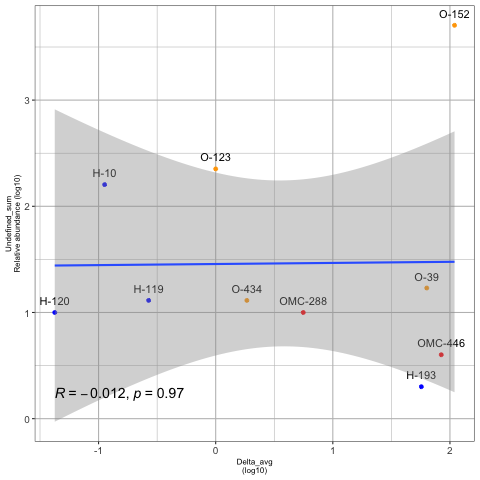 O-152
3
O-123
H-10
2
Undefined_sum
Relative abundance (log10)
O-39
H-119
O-434
OMC-288
H-120
1
OMC-446
H-193
R = −0.012, p = 0.97
0
-1
0
1
2
Delta_avg
(log10)